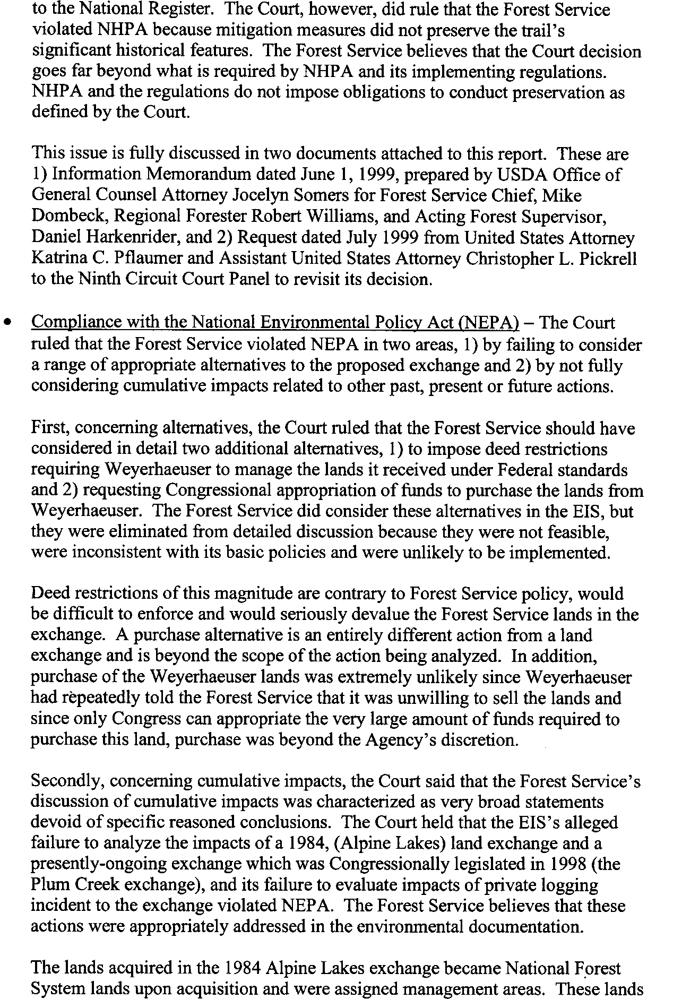 to the National Register.  The Court, however, did rule that the Forest Service
violated NHPA because mitigation measures did not preserve the trail's
significant historical features.  The Forest Service believes that the Court decision
goes far beyond what is required by NHPA and its implementing regulations.
NHPA and the regulations do not impose obligations to conduct preservation as
defined by the Court.
This issue is fully discussed in two documents attached to this report.  These are
1) Information Memorandum dated June 1, 1999, prepared by USDA Office of
General Counsel Attorney Jocelyn Somers for Forest Service Chief, Mike
Dombeck, Regional Forester Robert Williams, and Acting Forest Supervisor,
Daniel Harkenrider, and 2) Request dated July 1999 from United States Attorney
Katrina C. Pflaumer and Assistant United States Attorney Christopher L. Pickrell
to the Ninth Circuit Court Panel to revisit its decision.
• Compliance with the National Environmental Policy Act (NEPA) – The Court
ruled that the Forest Service violated NEPA in two areas, 1) by failing to consider
a range of appropriate alternatives to the proposed exchange and 2) by not fully
considering cumulative impacts related to other past, present or future actions.
First, concerning alternatives, the Court ruled that the Forest Service should have
considered in detail two additional alternatives, 1) to impose deed restrictions
requiring Weyerhaeuser to manage the lands it received under Federal standards
and 2) requesting Congressional appropriation of funds to purchase the lands from
Weyerhaeuser.  The Forest Service did consider these alternatives in the EIS, but
they were eliminated from detailed discussion because they were not feasible,
were inconsistent with its basic policies and were unlikely to be implemented.
Deed restrictions of this magnitude are contrary to Forest Service policy, would
be difficult to enforce and would seriously devalue the Forest Service lands in the
exchange.  A purchase alternative is an entirely different action from a land
exchange and is beyond the scope of the action being analyzed.  In addition,
purchase of the Weyerhaeuser lands was extremely unlikely since Weyerhaeuser
had repeatedly told the Forest Service that it was unwilling to sell the lands and
since only Congress can appropriate the very large amount of funds required to
purchase this land, purchase was beyond the Agency's discretion.
Secondly, concerning cumulative impacts, the Court said that the Forest Service's
discussion of cumulative impacts was characterized as very broad statements
devoid of specific reasoned conclusions.  The Court held that the EIS's alleged
failure to analyze the impacts of a 1984, (Alpine Lakes) land exchange and a
presently-ongoing exchange which was Congressionally legislated in 1998 (the
Plum Creek exchange), and its failure to evaluate impacts of private logging
incident to the exchange violated NEPA.  The Forest Service believes that these
actions were appropriately addressed in the environmental documentation.
The lands acquired in the 1984 Alpine Lakes exchange became National Forest
System lands upon acquisition and were assigned management areas.  These lands